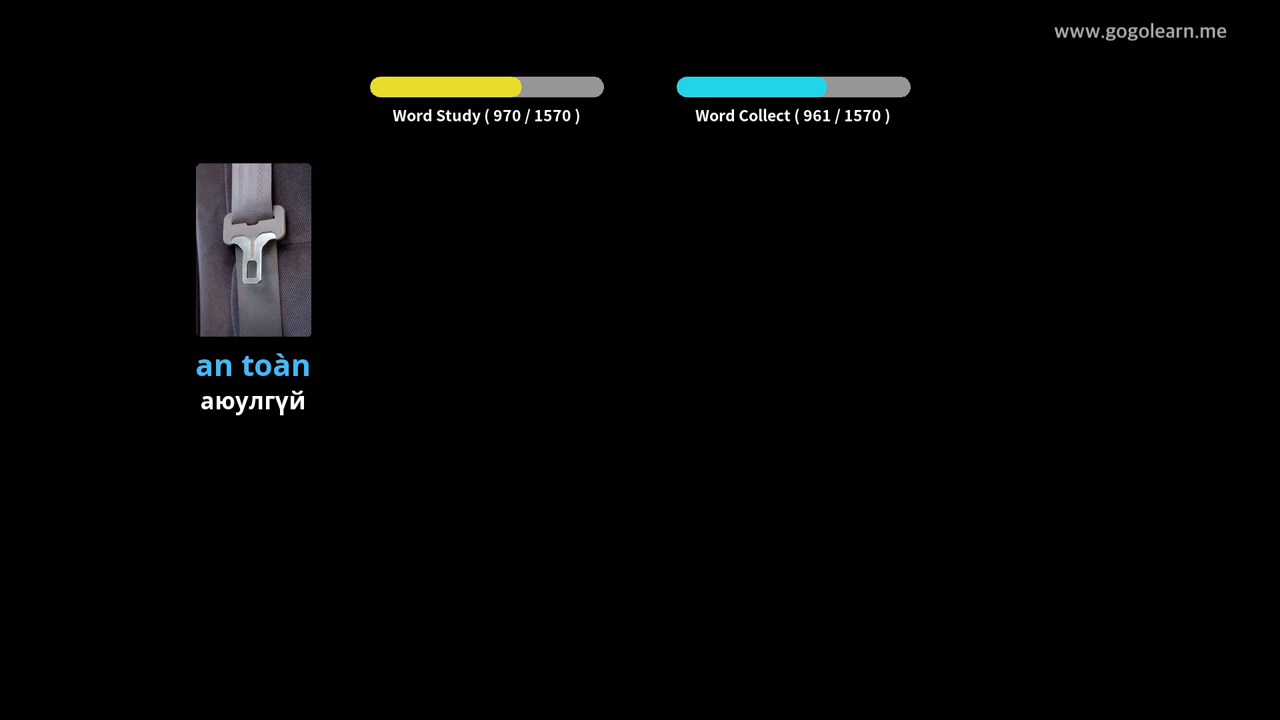 www.gogolearn.me
Word Study ( 970 / 1570 )
Word Collect ( 961 / 1570 )
an toàn
аюулгүй